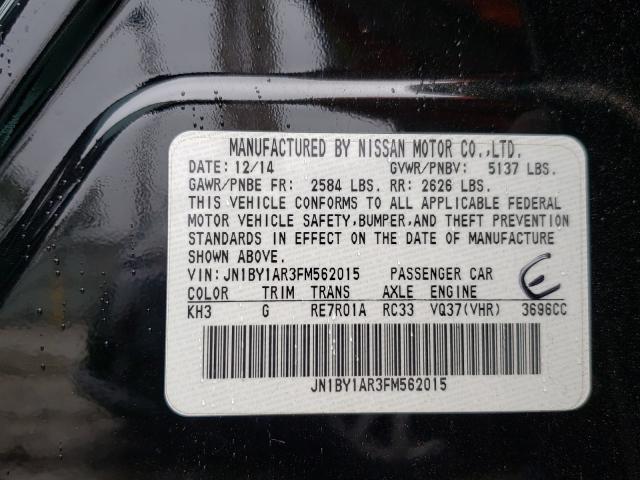 MANUFACTURED BY NISSAN MOTOR CO.,LTD.
DATE: 12/14 GVWR/PNBV: 5137 LBS.
GAWR/PNBE FR: 2584 LBS. RR: 2626 LBS.
THIS VEHICLE CONFORMS TO ALL APPLICABLE FEDERAL
MOTOR VEHICLE SAFETY, BUMPER, AND THEFT PREVENTION
STANDARDS IN EFFECT ON THE DATE OF MANUFACTURE
SHOWN ABOVE.
VIN: JN1BY1AR3FM562015 PASSENGER CAR
COLOR TRIM TRANS AXLE ENGINE
KH3 G RE7R01A RC33 VQ37(VHR) 3696CC
JN1BY1AR3FM562015